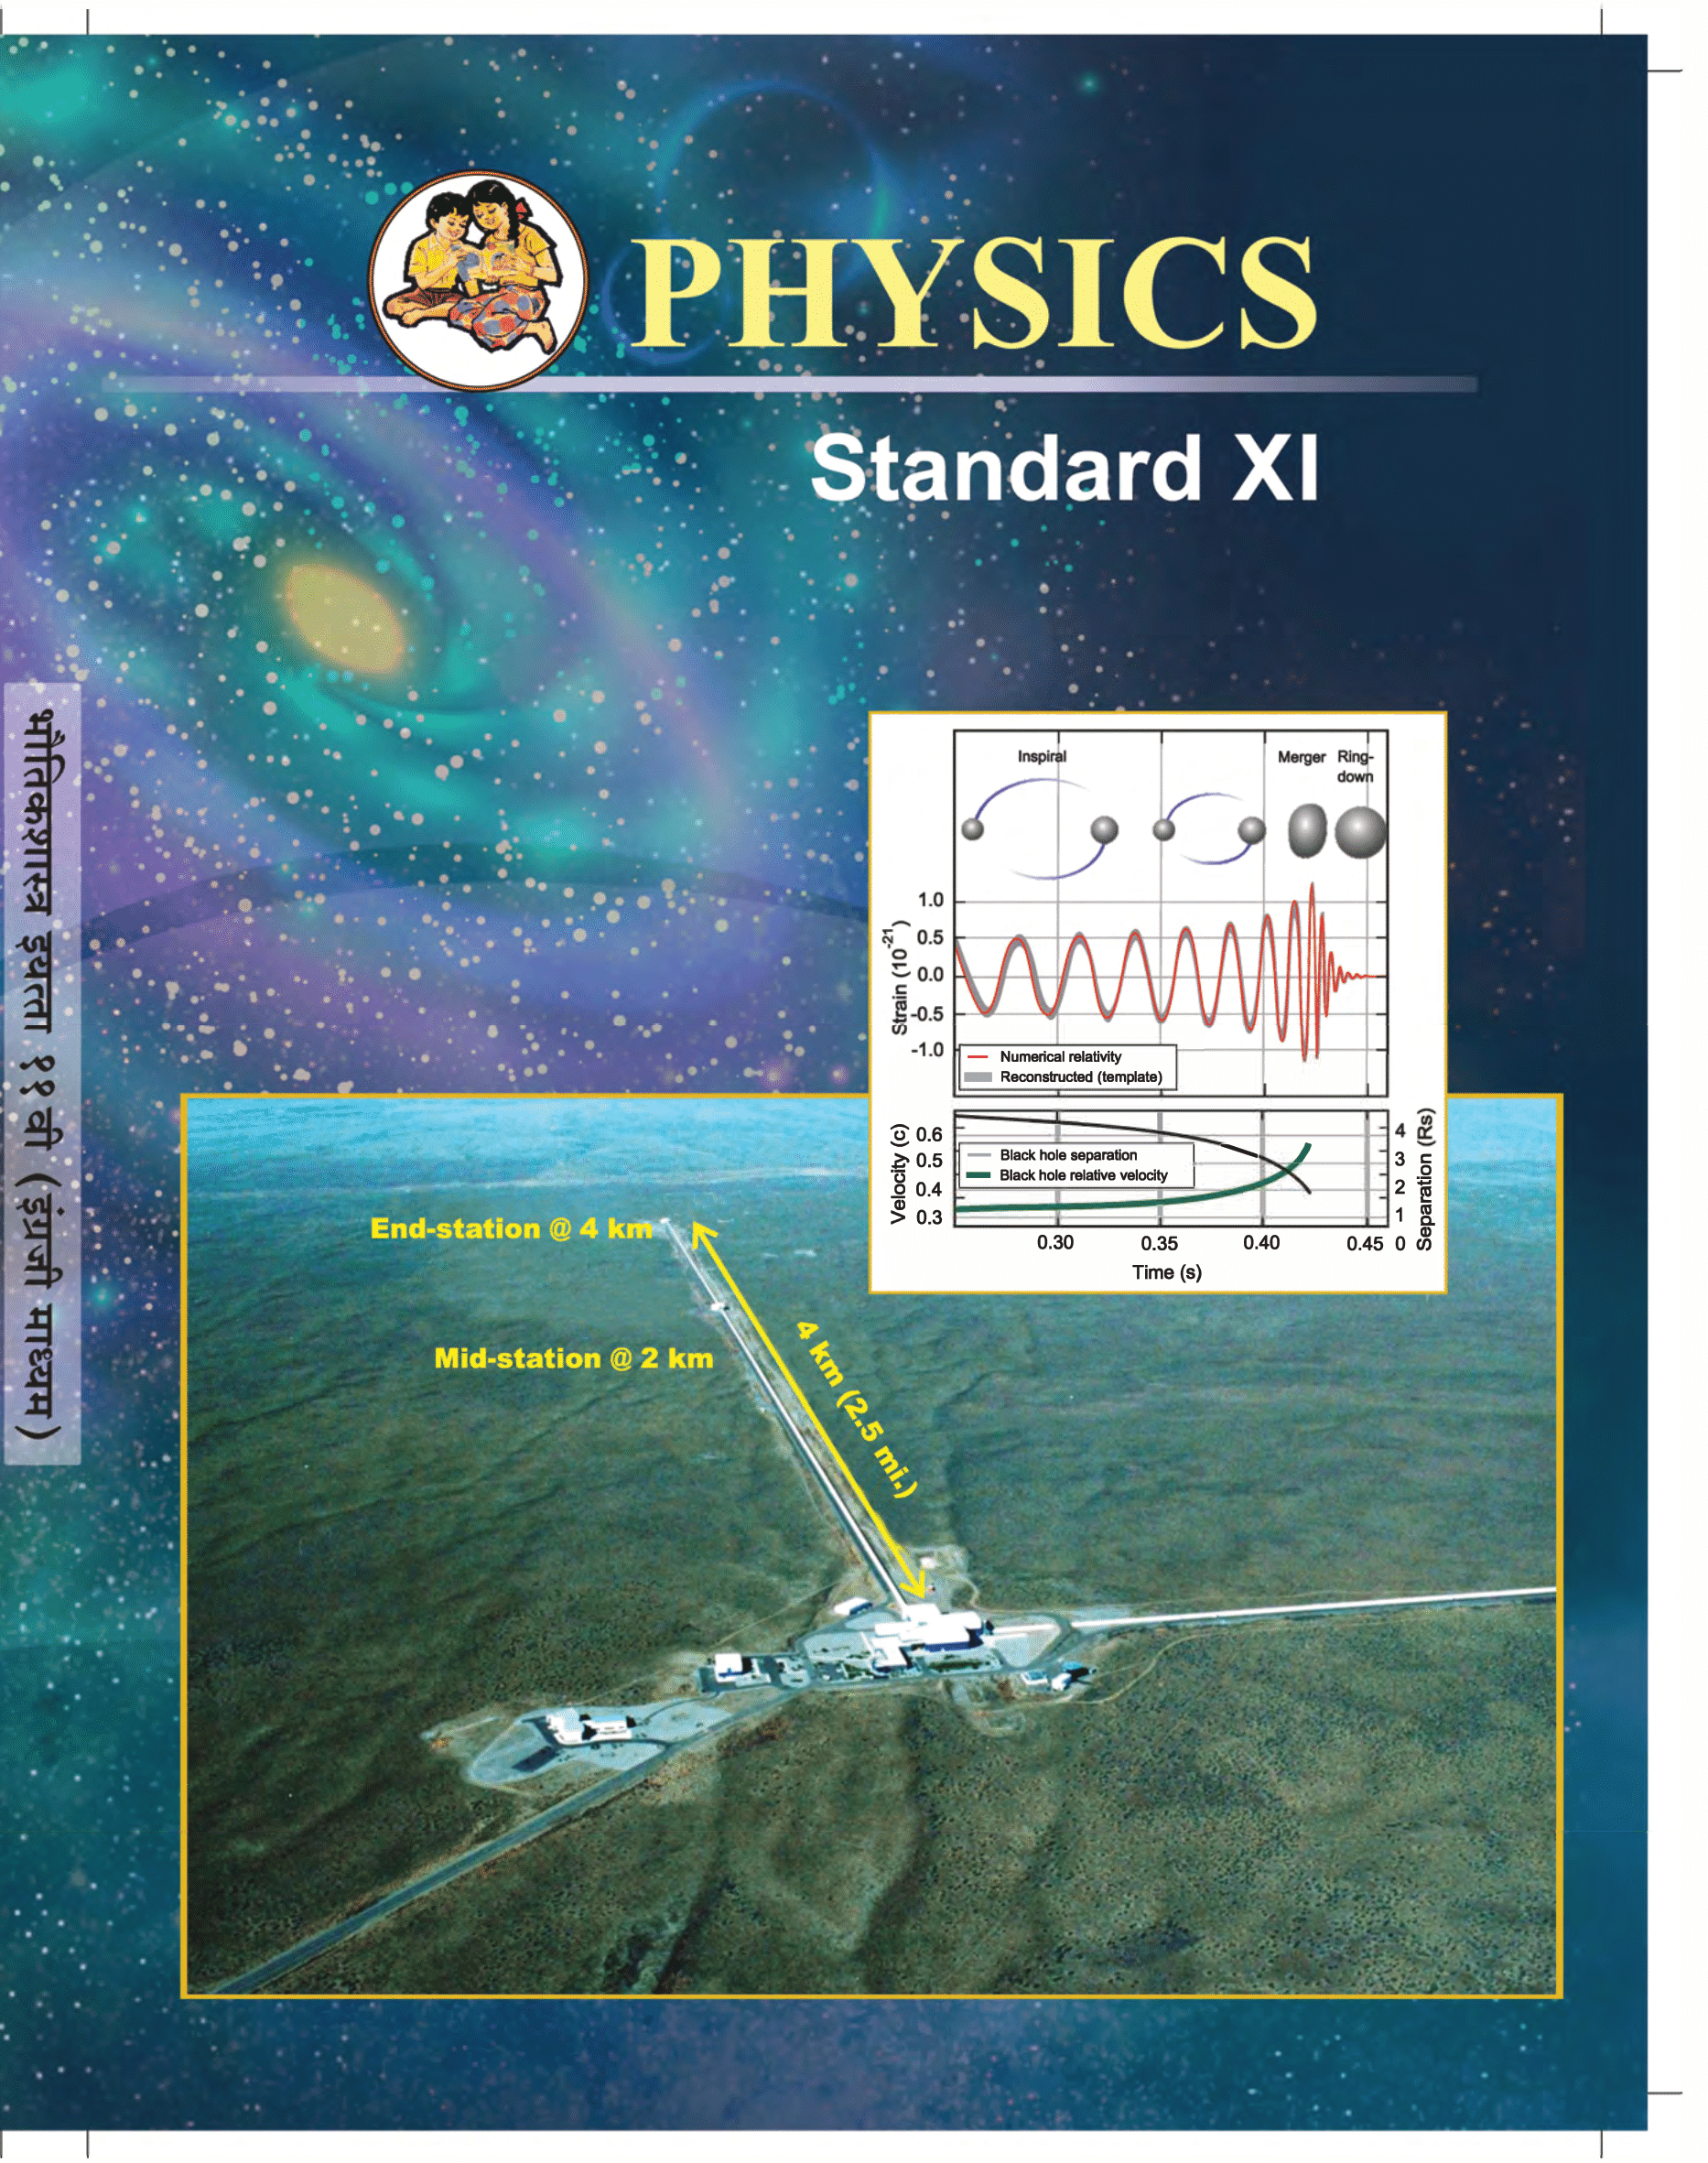 PHYSICS
Standard XI
भौतिकशास्त्र इयत्ता ११ वी (इंग्रजी माध्यम)
Inspiral
Merger
Ring-
down
Strain (10⁻²¹)
1.0
0.5
0.0
-0.5
-1.0
Numerical relativity
Reconstructed (template)
Velocity (c)
0.6
0.5
0.4
0.3
Black hole separation
Black hole relative velocity
4
3
2
1
0
Separation (Rs)
0.30
0.35
0.40
0.45
Time (s)
End-station @ 4 km
Mid-station @ 2 km
4 km (2.5 mi.)